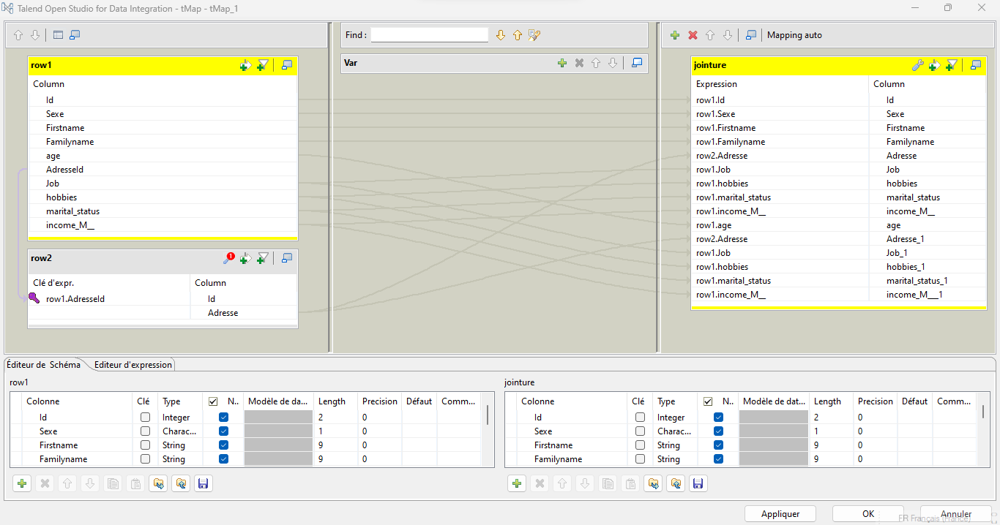 Talend Open Studio for Data Integration - tMap - tMap_1
Find :
Mapping auto
row1
Column
Id
Sexe
Firstname
Familyname
age
AdresseId
Job
hobbies
marital_status
income_M__
row2
1
Clé d'expr. Column
row1.AdresseId Id
Adresse
Var
jointure
Expression Column
row1.Id Id
row1.Sexe Sexe
row1.Firstname Firstname
row1.Familyname Familyname
row2.Adresse Adresse
row1.Job Job
row1.hobbies hobbies
row1.marital_status marital_status
row1.income_M__ income_M__
row1.age age
row2.Adresse Adresse_1
row1.Job Job_1
row1.hobbies hobbies_1
row1.marital_status marital_status_1
row1.income_M__ income_M___1
Éditeur de Schéma Editeur d'expression
row1
Colonne Clé Type N.. Modèle de da... Length Precision Défaut Comm...
Id Integer 2 0
Sexe Charac... 1 0
Firstname String 9 0
Familyname String 9 0
jointure
Colonne Clé Type N.. Modèle de dat... Length Precision Défaut Comm...
Id Integer 2 0
Sexe Charac... 1 0
Firstname String 9 0
Familyname String 9 0
Appliquer OK Annuler
FR Français (France)